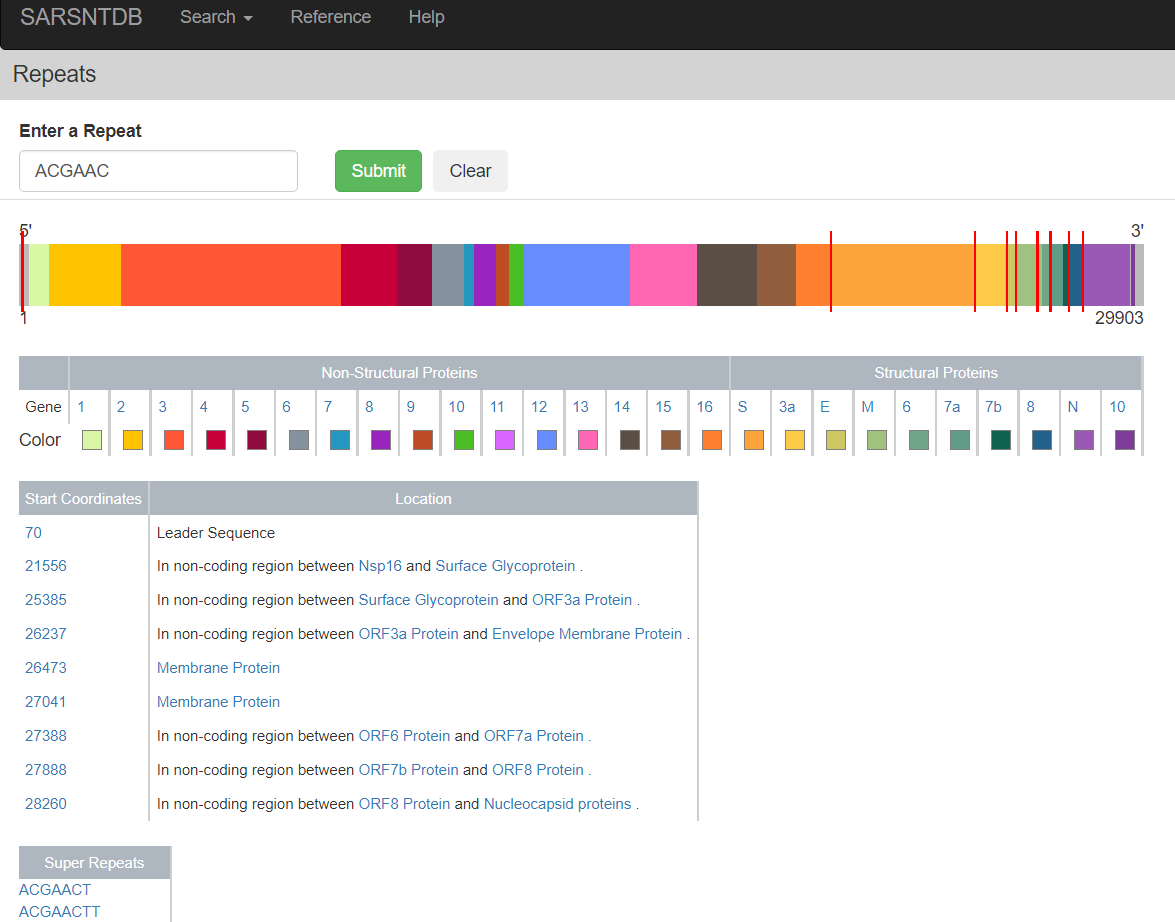 SARSNTDB Search Reference Help
Repeats
Enter a Repeat
ACGAAC Submit Clear
5' 3'
1 29903
Non-Structural Proteins Structural Proteins
Gene 1 2 3 4 5 6 7 8 9 10 11 12 13 14 15 16 S 3a E M 6 7a 7b 8 N 10
Color
Start Coordinates Location
70 Leader Sequence
21556 In non-coding region between Nsp16 and Surface Glycoprotein .
25385 In non-coding region between Surface Glycoprotein and ORF3a Protein .
26237 In non-coding region between ORF3a Protein and Envelope Membrane Protein .
26473 Membrane Protein
27041 Membrane Protein
27388 In non-coding region between ORF6 Protein and ORF7a Protein .
27888 In non-coding region between ORF7b Protein and ORF8 Protein .
28260 In non-coding region between ORF8 Protein and Nucleocapsid proteins .
Super Repeats
ACGAACT
ACGAACTT